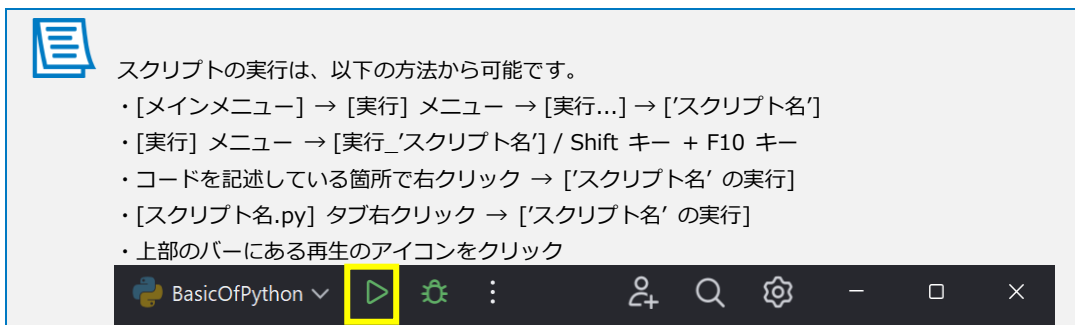 スクリプトの実行は、以下の方法から可能です。
・[メインメニュー] → [実行] メニュー → [実行...] → [’スクリプト名’]
・[実行] メニュー → [実行_’スクリプト名’] / Shift キー + F10 キー
・コードを記述している箇所で右クリック → [’スクリプト名’ の実行]
・[スクリプト名.py] タブ右クリック → [’スクリプト名’ の実行]
・上部のバーにある再生のアイコンをクリック
BasicOfPython